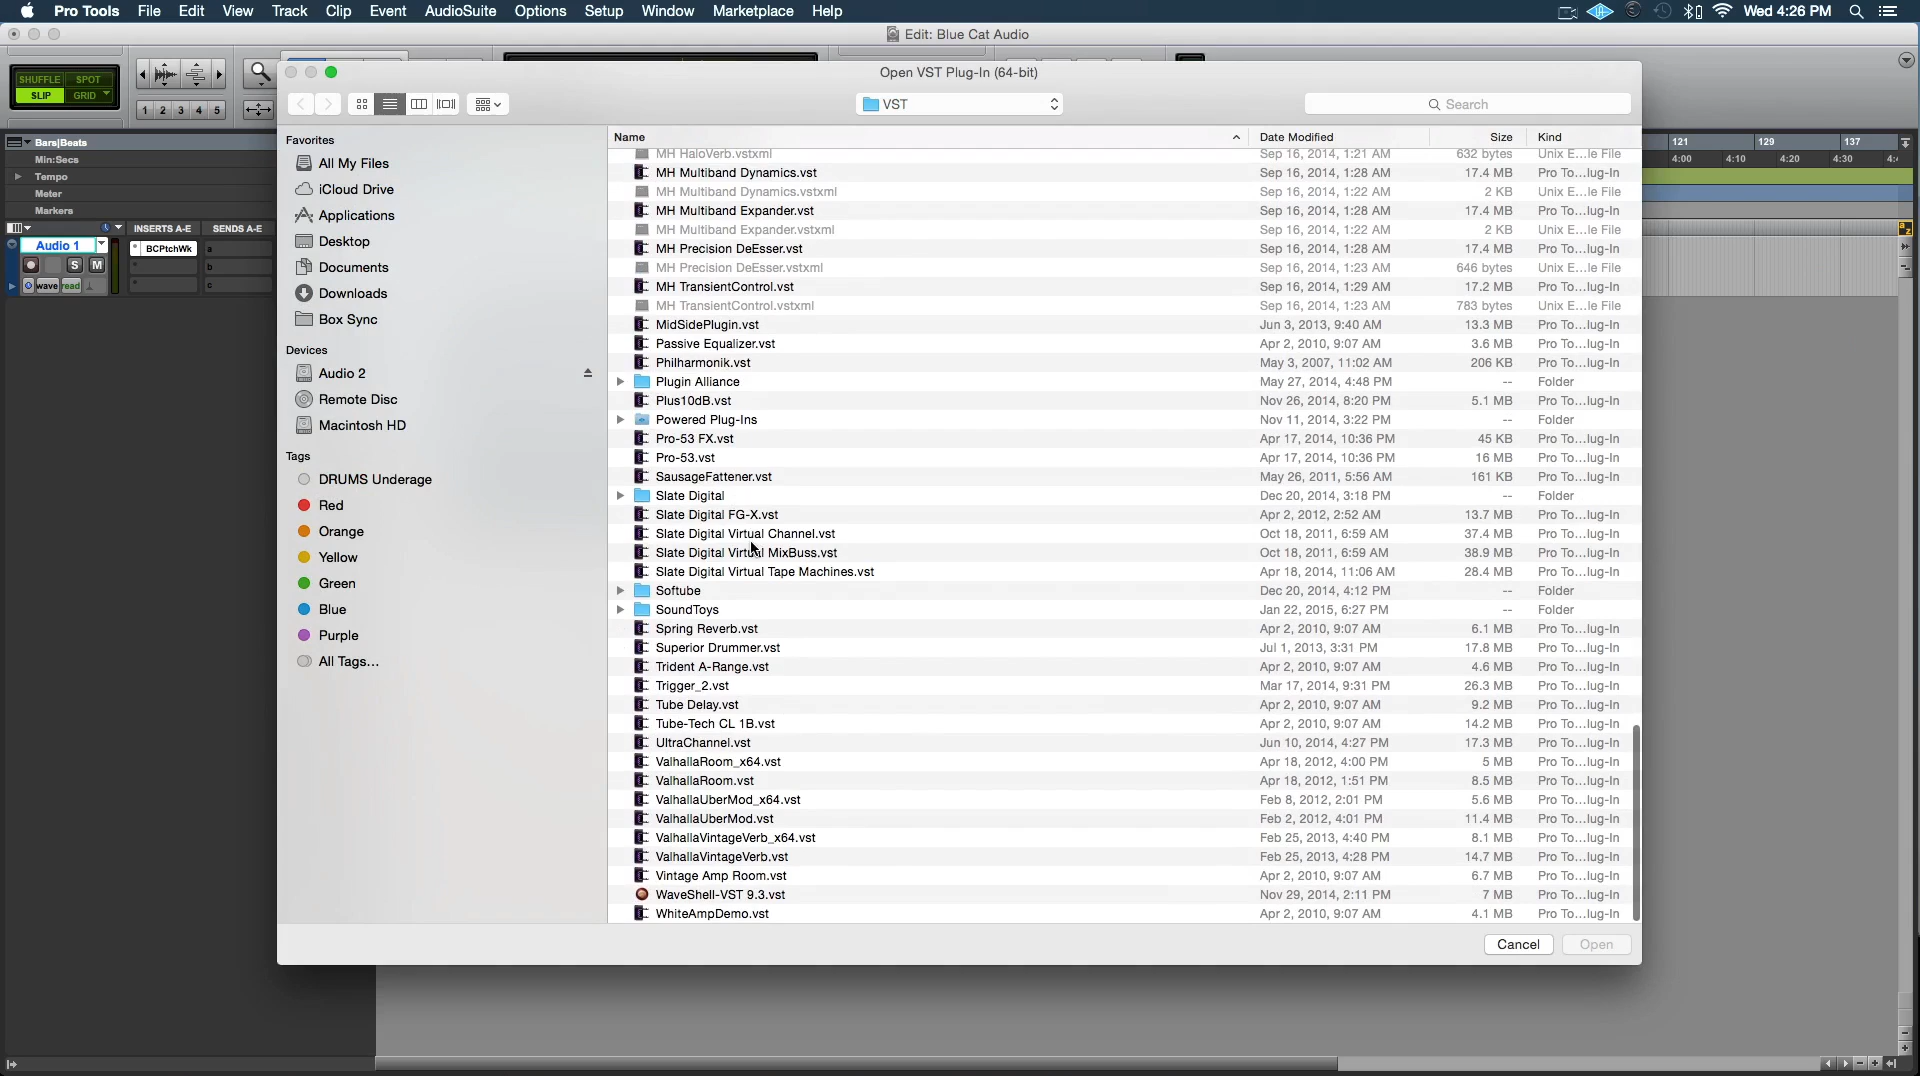 Pro Tools File Edit View Track Clip Event AudioSuite Options Setup Window Marketplace Help Wed 4:26 PM
Edit: Blue Cat Audio
SHUFFLE SPOT
SLIP GRID
1 2 3 4 5
Open VST Plug-In (64-bit)
VST
Search
Bars|Beats
Min:Secs
Tempo
Meter
Markers
121 129 137
4:00 4:10 4:20 4:30
INSERTS A-E SENDS A-E
Audio 1
BCPtchWk
a
S M
b
wave read
c
Favorites
All My Files
iCloud Drive
Applications
Desktop
Documents
Downloads
Box Sync
Devices
Audio 2
Remote Disc
Macintosh HD
Tags
DRUMS Underage
Red
Orange
Yellow
Green
Blue
Purple
All Tags...
Name Date Modified Size Kind
MH HaloVerb.vstxml Sep 16, 2014, 1:21 AM 632 bytes Unix E...le File
MH Multiband Dynamics.vst Sep 16, 2014, 1:28 AM 17.4 MB Pro To...lug-In
MH Multiband Dynamics.vstxml Sep 16, 2014, 1:22 AM 2 KB Unix E...le File
MH Multiband Expander.vst Sep 16, 2014, 1:28 AM 17.4 MB Pro To...lug-In
MH Multiband Expander.vstxml Sep 16, 2014, 1:22 AM 2 KB Unix E...le File
MH Precision DeEsser.vst Sep 16, 2014, 1:28 AM 17.4 MB Pro To...lug-In
MH Precision DeEsser.vstxml Sep 16, 2014, 1:23 AM 646 bytes Unix E...le File
MH TransientControl.vst Sep 16, 2014, 1:29 AM 17.2 MB Pro To...lug-In
MH TransientControl.vstxml Sep 16, 2014, 1:23 AM 783 bytes Unix E...le File
MidSidePlugin.vst Jun 3, 2013, 9:40 AM 13.3 MB Pro To...lug-In
Passive Equalizer.vst Apr 2, 2010, 9:07 AM 3.6 MB Pro To...lug-In
Philharmonik.vst May 3, 2007, 11:02 AM 206 KB Pro To...lug-In
Plugin Alliance May 27, 2014, 4:48 PM -- Folder
Plus10dB.vst Nov 26, 2014, 8:20 PM 5.1 MB Pro To...lug-In
Powered Plug-Ins Nov 11, 2014, 3:22 PM -- Folder
Pro-53 FX.vst Apr 17, 2014, 10:36 PM 45 KB Pro To...lug-In
Pro-53.vst Apr 17, 2014, 10:36 PM 16 MB Pro To...lug-In
SausageFattener.vst May 26, 2011, 5:56 AM 161 KB Pro To...lug-In
Slate Digital Dec 20, 2014, 3:18 PM -- Folder
Slate Digital FG-X.vst Apr 2, 2012, 2:52 AM 13.7 MB Pro To...lug-In
Slate Digital Virtual Channel.vst Oct 18, 2011, 6:59 AM 37.4 MB Pro To...lug-In
Slate Digital Virtual MixBuss.vst Oct 18, 2011, 6:59 AM 38.9 MB Pro To...lug-In
Slate Digital Virtual Tape Machines.vst Apr 18, 2014, 11:06 AM 28.4 MB Pro To...lug-In
Softube Dec 20, 2014, 4:12 PM -- Folder
SoundToys Jan 22, 2015, 6:27 PM -- Folder
Spring Reverb.vst Apr 2, 2010, 9:07 AM 6.1 MB Pro To...lug-In
Superior Drummer.vst Jul 1, 2013, 3:31 PM 17.8 MB Pro To...lug-In
Trident A-Range.vst Apr 2, 2010, 9:07 AM 4.6 MB Pro To...lug-In
Trigger_2.vst Mar 17, 2014, 9:31 PM 26.3 MB Pro To...lug-In
Tube Delay.vst Apr 2, 2010, 9:07 AM 9.2 MB Pro To...lug-In
Tube-Tech CL 1B.vst Apr 2, 2010, 9:07 AM 14.2 MB Pro To...lug-In
UltraChannel.vst Jun 10, 2014, 4:27 PM 17.3 MB Pro To...lug-In
ValhallaRoom_x64.vst Apr 18, 2012, 4:00 PM 5 MB Pro To...lug-In
ValhallaRoom.vst Apr 18, 2012, 1:51 PM 8.5 MB Pro To...lug-In
ValhallaUberMod_x64.vst Feb 8, 2012, 2:01 PM 5.6 MB Pro To...lug-In
ValhallaUberMod.vst Feb 2, 2012, 4:01 PM 11.4 MB Pro To...lug-In
ValhallaVintageVerb_x64.vst Feb 25, 2013, 4:40 PM 8.1 MB Pro To...lug-In
ValhallaVintageVerb.vst Feb 25, 2013, 4:28 PM 14.7 MB Pro To...lug-In
Vintage Amp Room.vst Apr 2, 2010, 9:07 AM 6.7 MB Pro To...lug-In
WaveShell-VST 9.3.vst Nov 29, 2014, 2:11 PM 7 MB Pro To...lug-In
WhiteAmpDemo.vst Apr 2, 2010, 9:07 AM 4.1 MB Pro To...lug-In
Cancel Open